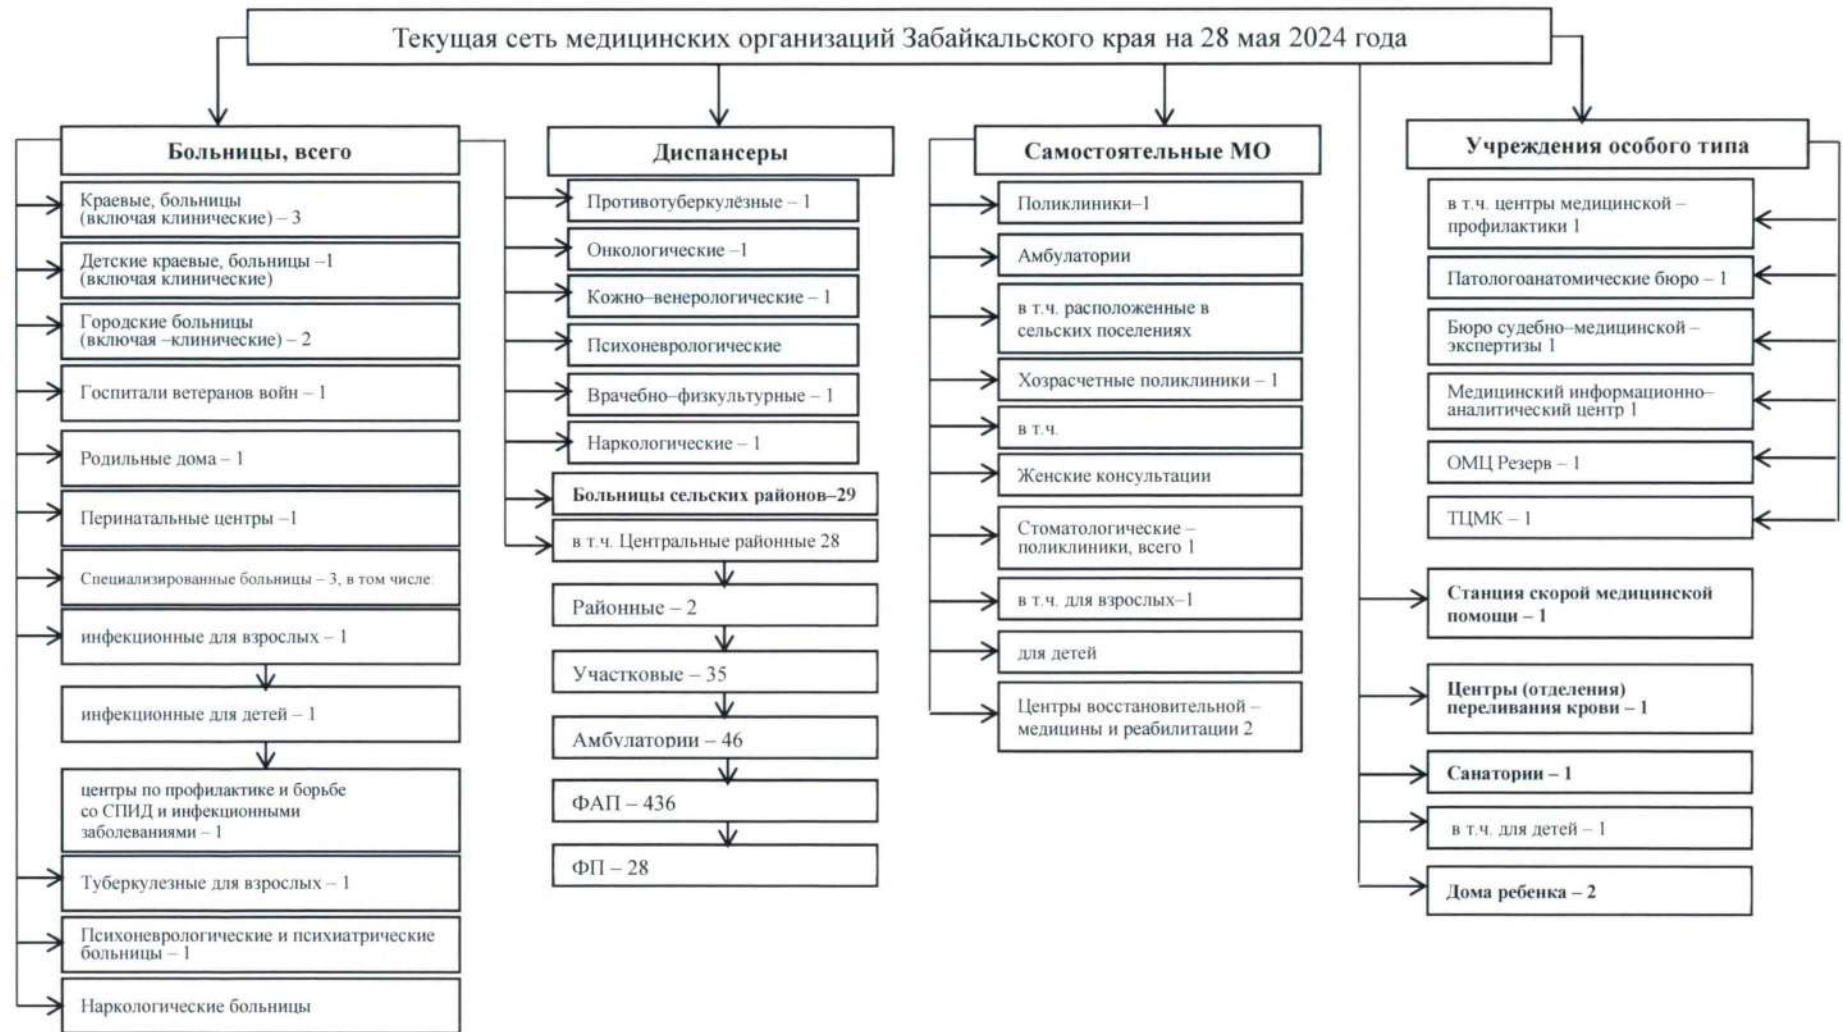 Текущая сеть медицинских организаций Забайкальского края на 28 мая 2024 года
Больницы, всего
Краевые, больницы
(включая клинические) – 3
Детские краевые, больницы –1
(включая клинические)
Городские больницы
(включая –клинические) – 2
Госпитали ветеранов войн – 1
Родильные дома – 1
Перинатальные центры –1
Специализированные больницы – 3, в том числе:
инфекционные для взрослых – 1
инфекционные для детей – 1
центры по профилактике и борьбе
со СПИД и инфекционными
заболеваниями – 1
Туберкулезные для взрослых – 1
Психоневрологические и психиатрические
больницы – 1
Наркологические больницы
Диспансеры
Противотуберкулёзные – 1
Онкологические –1
Кожно–венерологические – 1
Психоневрологические
Врачебно–физкультурные – 1
Наркологические – 1
Больницы сельских районов–29
в т.ч. Центральные районные 28
Районные – 2
Участковые – 35
Амбулатории – 46
ФАП – 436
ФП – 28
Самостоятельные МО
Поликлиники–1
Амбулатории
в т.ч. расположенные в
сельских поселениях
Хозрасчетные поликлиники – 1
в т.ч.
Женские консультации
Стоматологические –
поликлиники, всего 1
в т.ч. для взрослых–1
для детей
Центры восстановительной –
медицины и реабилитации 2
Учреждения особого типа
в т.ч. центры медицинской –
профилактики 1
Патологоанатомические бюро – 1
Бюро судебно–медицинской –
экспертизы 1
Медицинский информационно–
аналитический центр 1
ОМЦ Резерв – 1
ТЦМК – 1
Станция скорой медицинской
помощи – 1
Центры (отделения)
переливания крови – 1
Санатории – 1
в т.ч. для детей – 1
Дома ребенка – 2